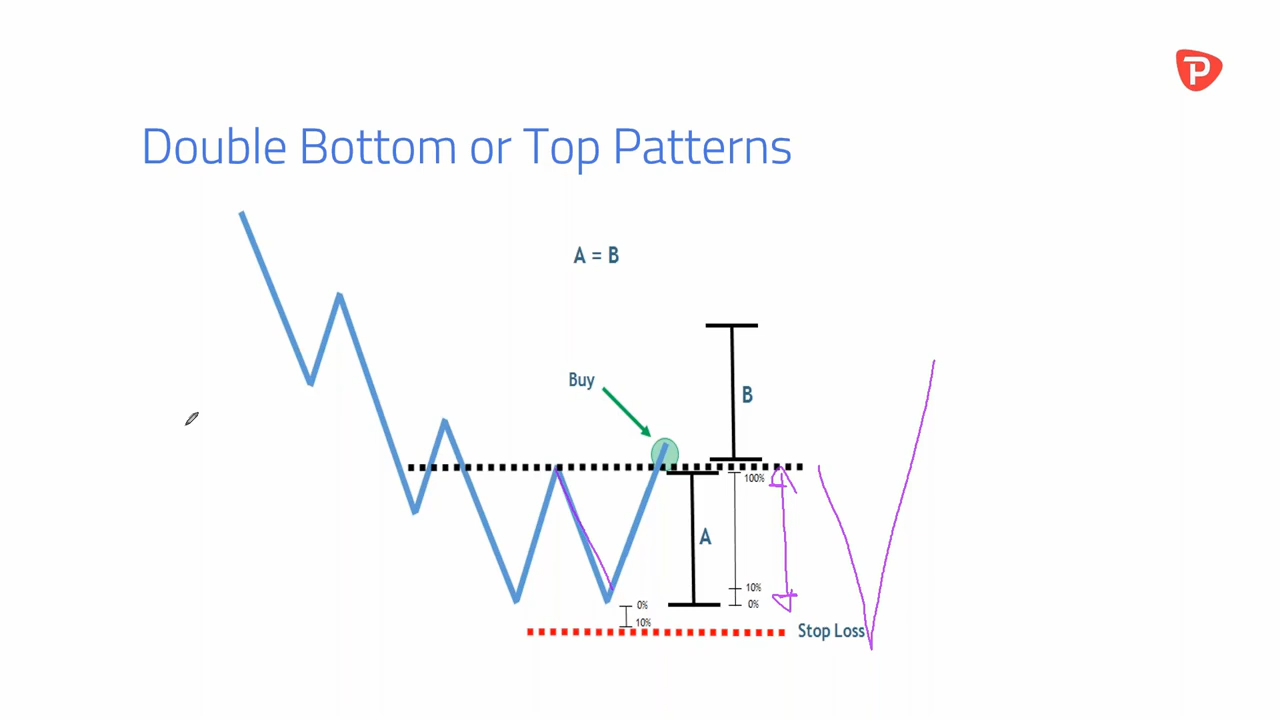 P
Double Bottom or Top Patterns
A = B
Buy
B
100%
A
10%
0%
0%
10%
Stop Loss